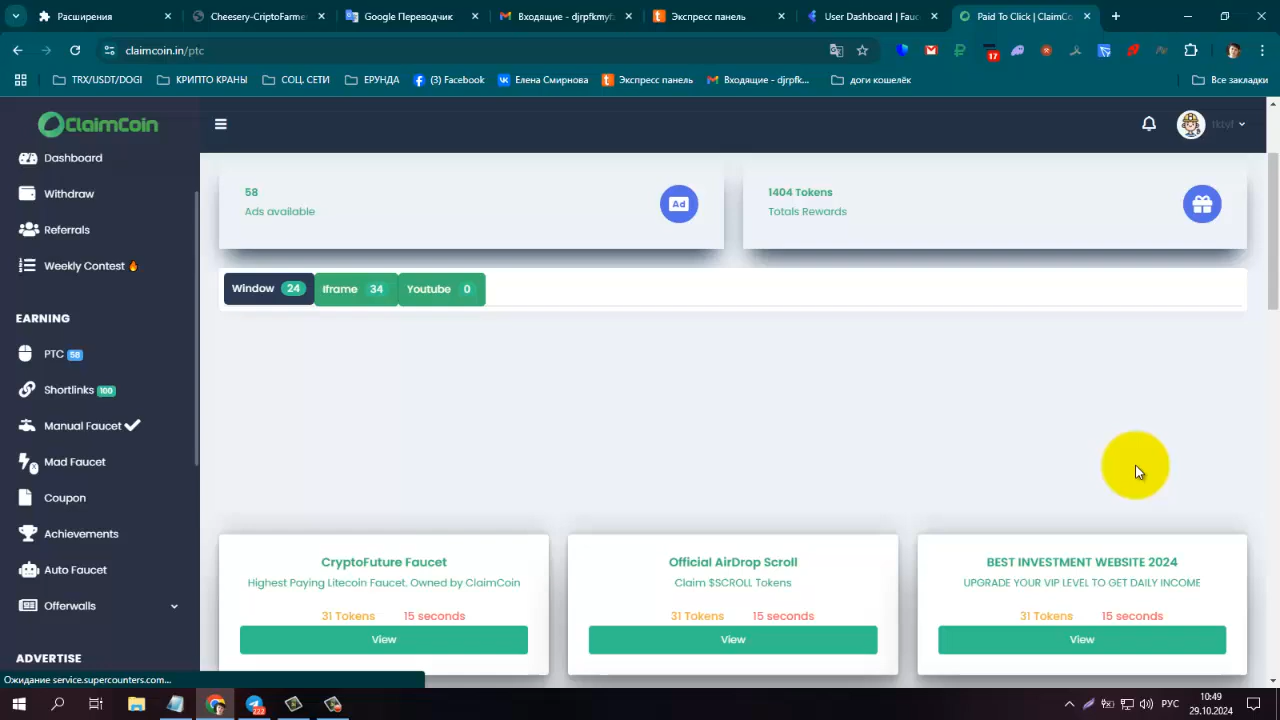 Расширения
Cheesery-CriptoFarme
Google Переводчик
Входящие - djrpfkmyfz
Экспресс панель
User Dashboard | Fauc
Paid To Click | ClaimCo
claimcoin.in/ptc
17
TRX/USDT/DOGI
КРИПТО КРАНЫ
СОЦ. СЕТИ
ЕРУНДА
(3) Facebook
Елена Смирнова
Экспресс панель
Входящие - djrpfk...
доги кошелёк
Все закладки
ClaimCoin
rktyf
Dashboard
Withdraw
Referrals
Weekly Contest
EARNING
PTC 58
Shortlinks 100
Manual Faucet
Mad Faucet
Coupon
Achievements
Auto Faucet
Offerwalls
ADVERTISE
58
Ads available
Ad
1404 Tokens
Totals Rewards
Window 24
Iframe 34
Youtube 0
CryptoFuture Faucet
Highest Paying Litecoin Faucet. Owned by ClaimCoin
31 Tokens 15 seconds
View
Official AirDrop Scroll
Claim $SCROLL Tokens
31 Tokens 15 seconds
View
BEST INVESTMENT WEBSITE 2024
UPGRADE YOUR VIP LEVEL TO GET DAILY INCOME
31 Tokens 15 seconds
View
Ожидание service.supercounters.com...
222
РУС
10:49
29.10.2024